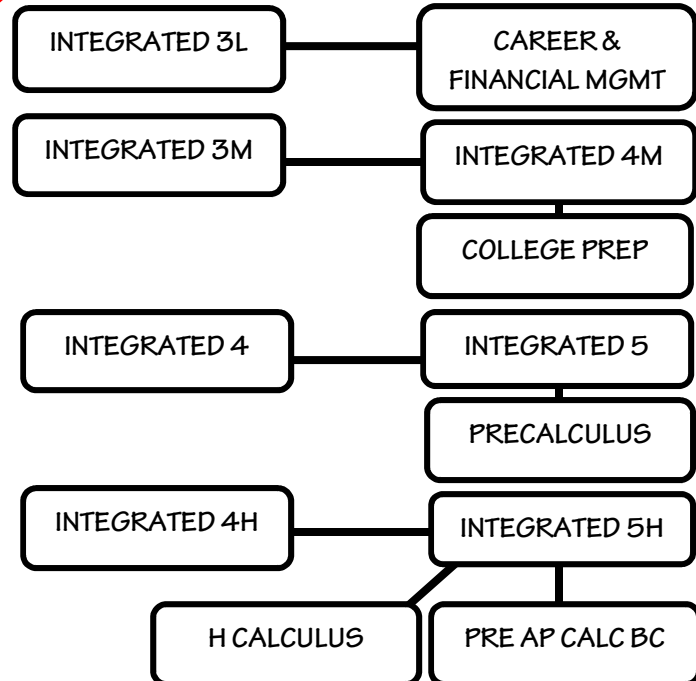 INTEGRATED 3L
CAREER &
FINANCIAL MGMT
INTEGRATED 3M
INTEGRATED 4M
COLLEGE PREP
INTEGRATED 4
INTEGRATED 5
PRECALCULUS
INTEGRATED 4H
INTEGRATED 5H
H CALCULUS
PRE AP CALC BC